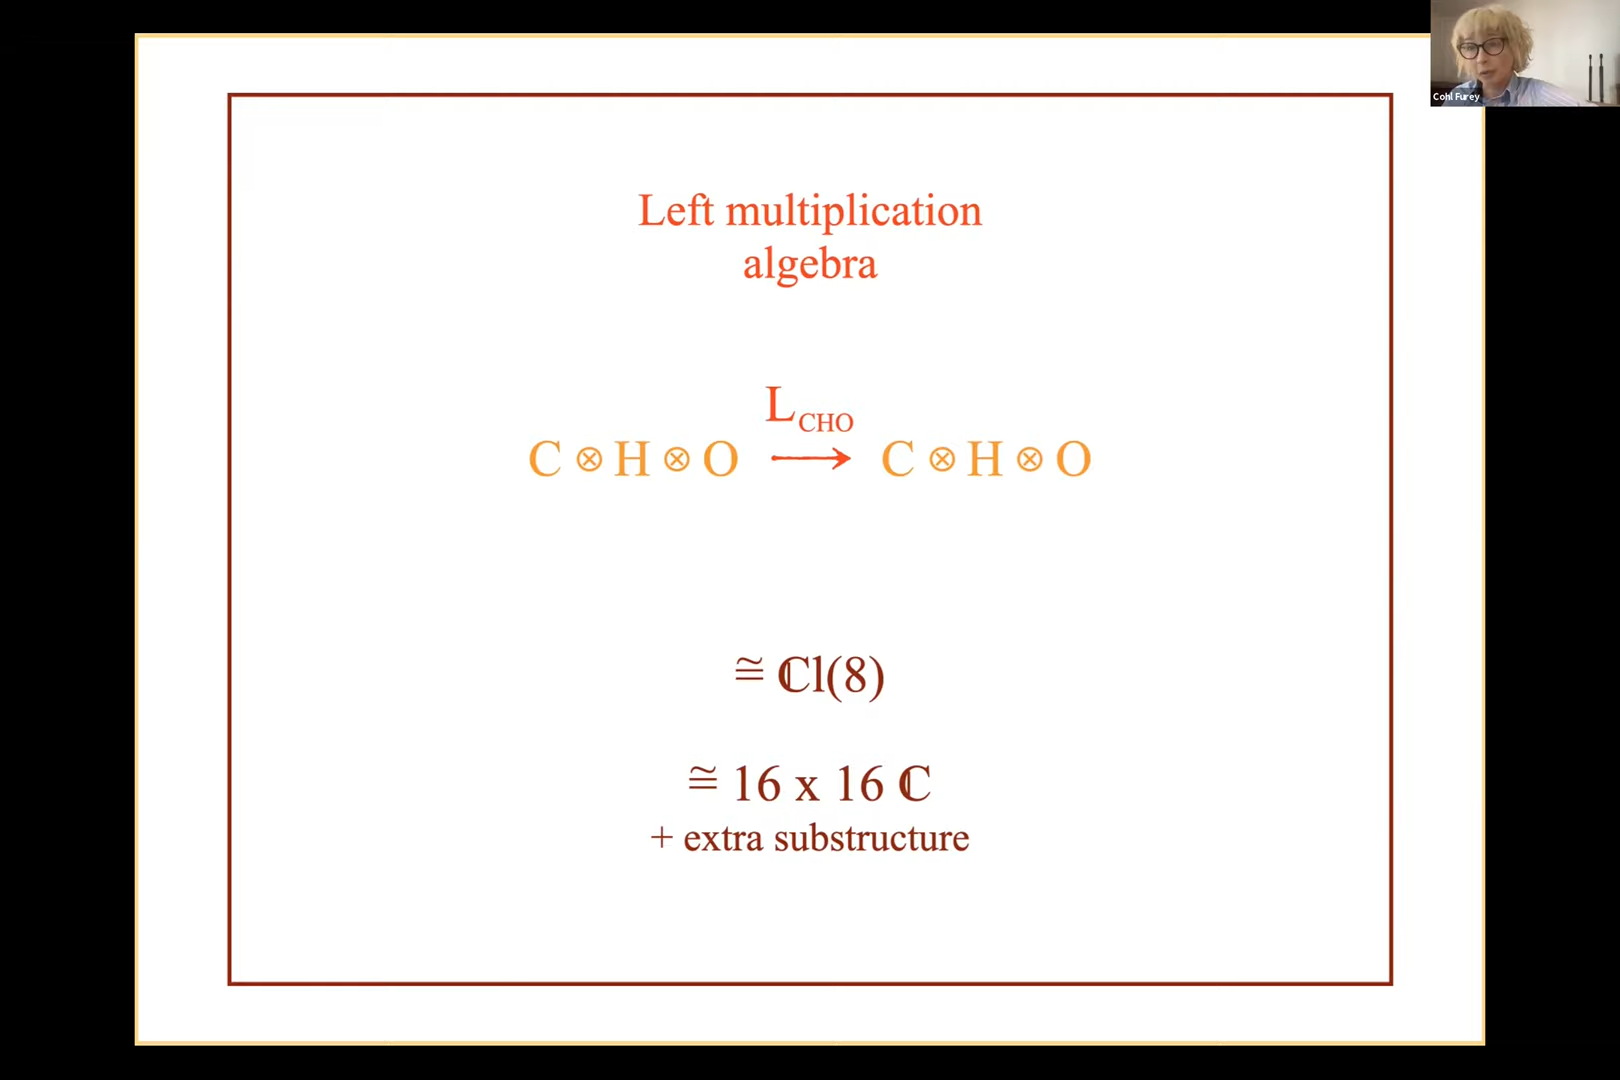 Cohl Furey
Left multiplication
algebra
L_CHO
C ⊗ H ⊗ O ⟶ C ⊗ H ⊗ O
≅ ℂl(8)
≅ 16 x 16 ℂ
+ extra substructure